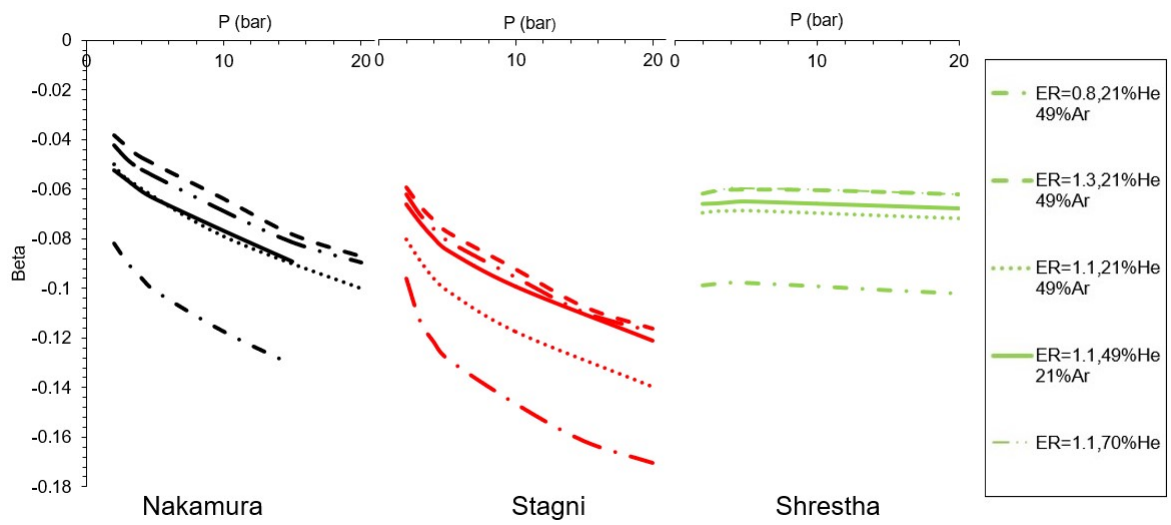 P (bar)
P (bar)
P (bar)
0
0
10
20
0
10
20
0
10
20
-0.02
-0.04
-0.06
-0.08
-0.1
-0.12
-0.14
-0.16
-0.18
Beta
ER=0.8,21%He
49%Ar
ER=1.3,21%He
49%Ar
ER=1.1,21%He
49%Ar
ER=1.1,49%He
21%Ar
ER=1.1,70%He
Nakamura
Stagni
Shrestha